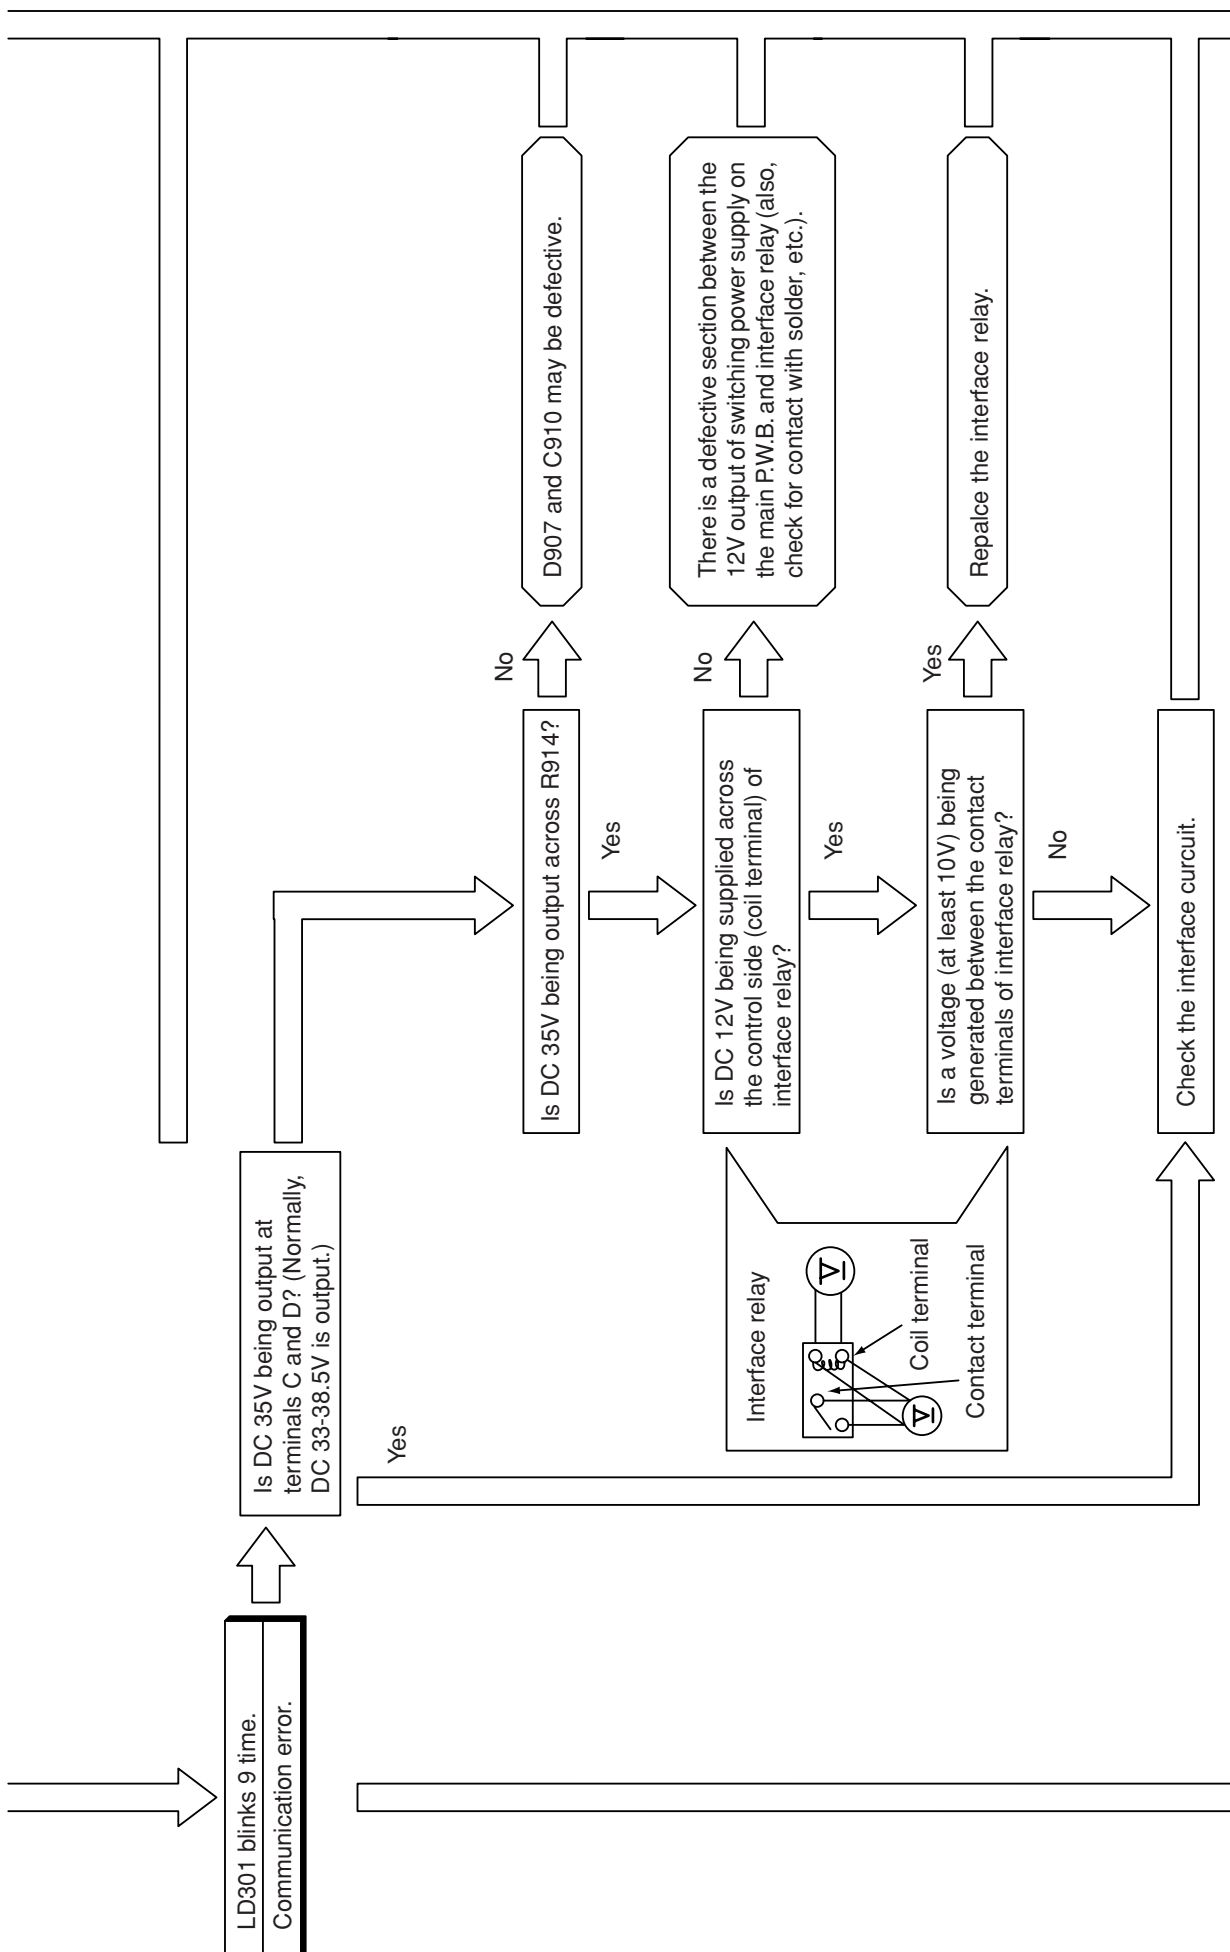 LD301 blinks 9 time.
Communication error.
Is DC 35V being output at
terminals C and D? (Normally,
DC 33-38.5V is output.)
Yes
Is DC 35V being output across R914?
No
D907 and C910 may be defective.
Yes
Is DC 12V being supplied across
the control side (coil terminal) of
interface relay?
No
There is a defective section between the
12V output of switching power supply on
the main P.W.B. and interface relay (also,
check for contact with solder, etc.).
Yes
Interface relay
V
V
Coil terminal
Contact terminal
Is a voltage (at least 10V) being
generated between the contact
terminals of interface relay?
Yes
Repalce the interface relay.
No
Check the interface curcuit.